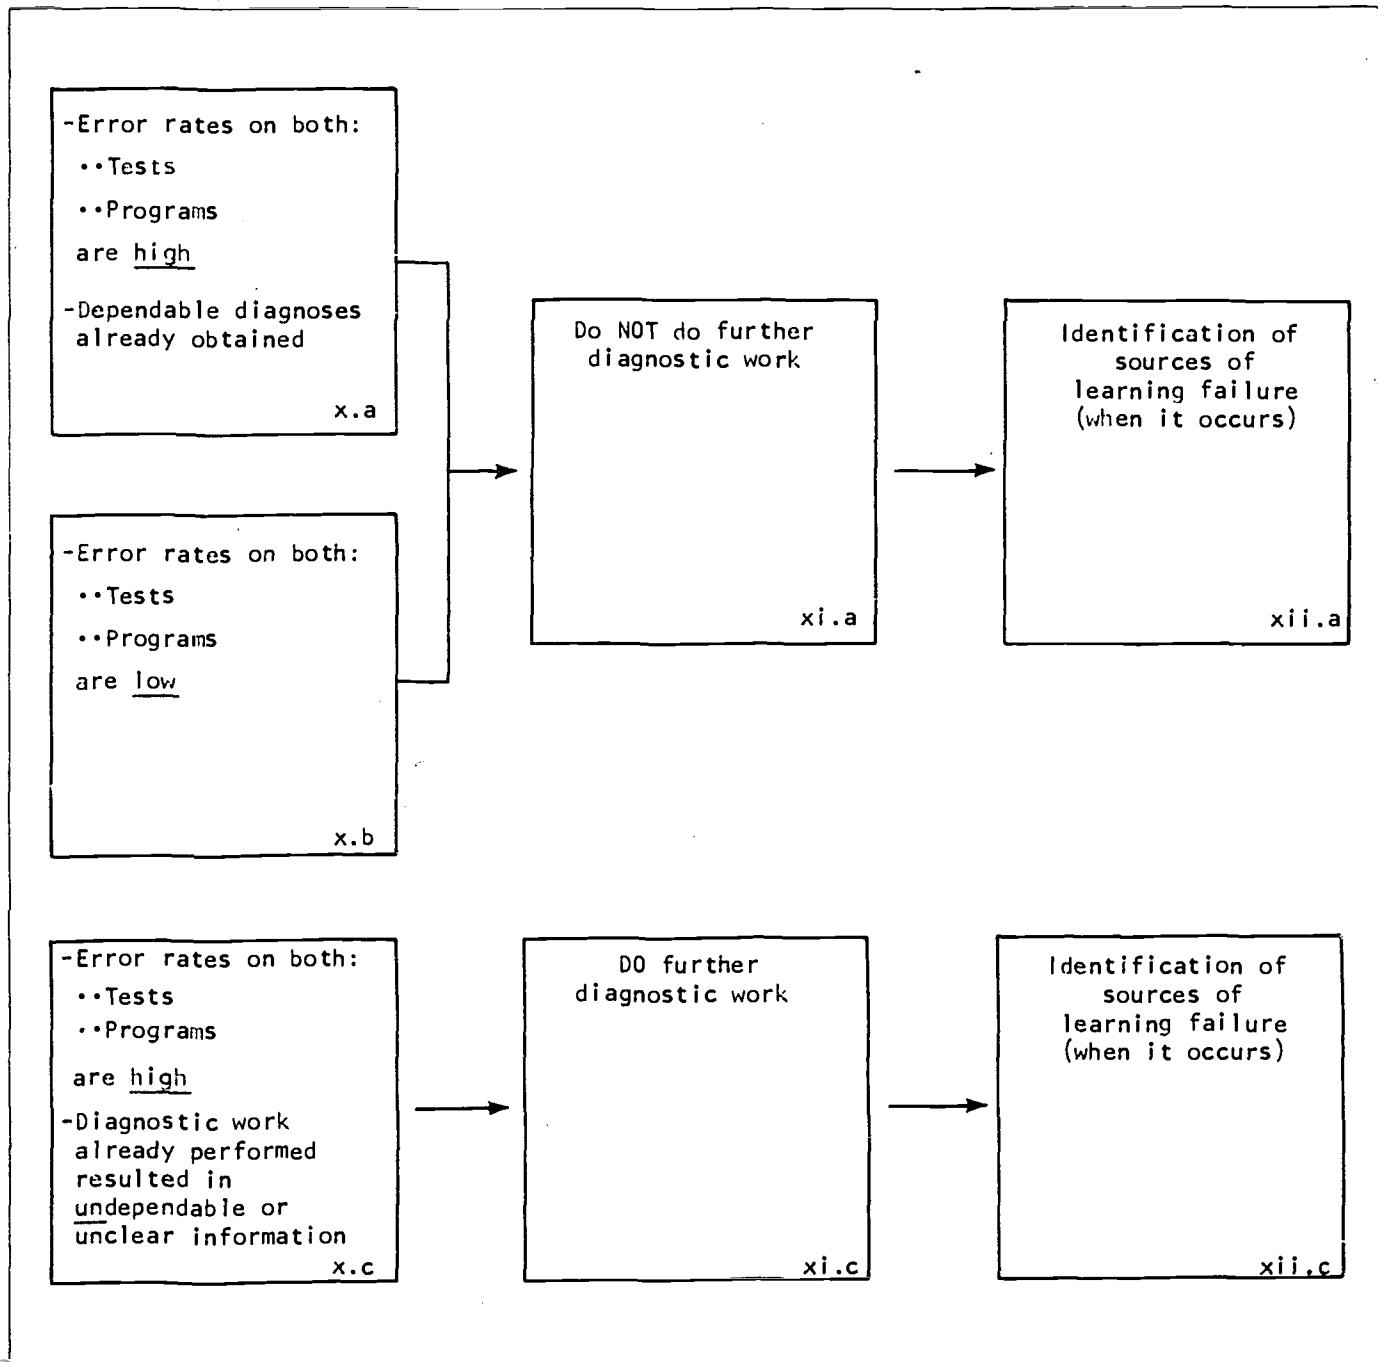 -Error rates on both:
••Tests
••Programs
are high
-Dependable diagnoses
already obtained
x.a
Do NOT do further
diagnostic work
xi.a
Identification of
sources of
learning failure
(when it occurs)
xii.a
-Error rates on both:
••Tests
••Programs
are low
x.b
-Error rates on both:
••Tests
••Programs
are high
-Diagnostic work
already performed
resulted in
undependable or
unclear information
x.c
DO further
diagnostic work
xi.c
Identification of
sources of
learning failure
(when it occurs)
xii.c